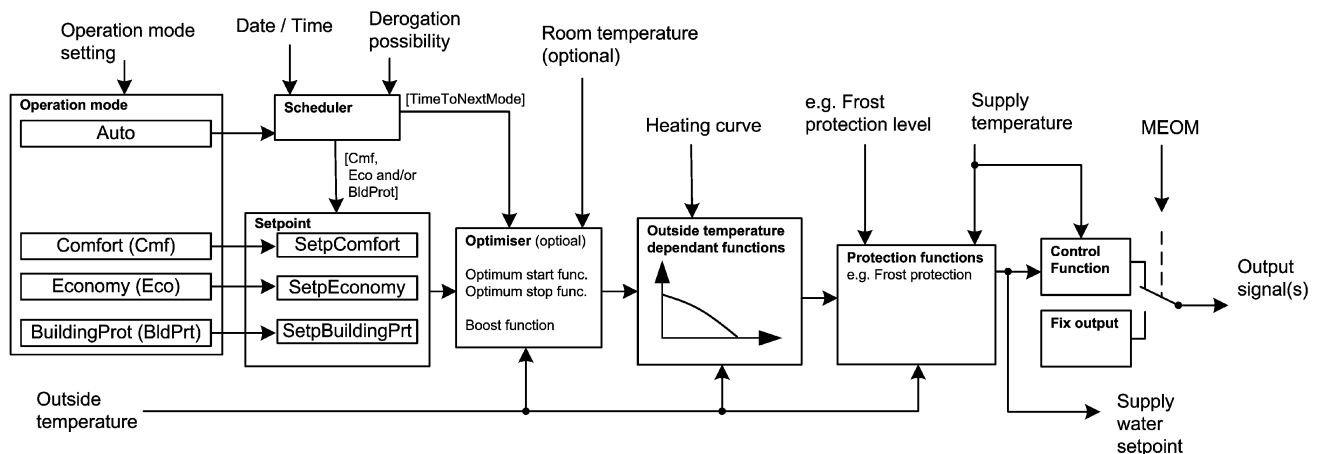 Operation mode
setting
Date / Time
Derogation
possibility
Room temperature
(optional)
Operation mode
Auto
Comfort (Cmf)
Economy (Eco)
BuildingProt (BldPrt)
Scheduler
[TimeToNextMode]
[Cmf,
Eco and/or
BldProt]
Setpoint
SetpComfort
SetpEconomy
SetpBuildingPrt
Optimiser (optioal)
Optimum start func.
Optimum stop func.
Boost function
Heating curve
Outside temperature
dependant functions
e.g. Frost
protection level
Protection functions
e.g. Frost protection
Supply
temperature
MEOM
Control
Function
Fix output
Output
signal(s)
Outside
temperature
Supply
water
setpoint